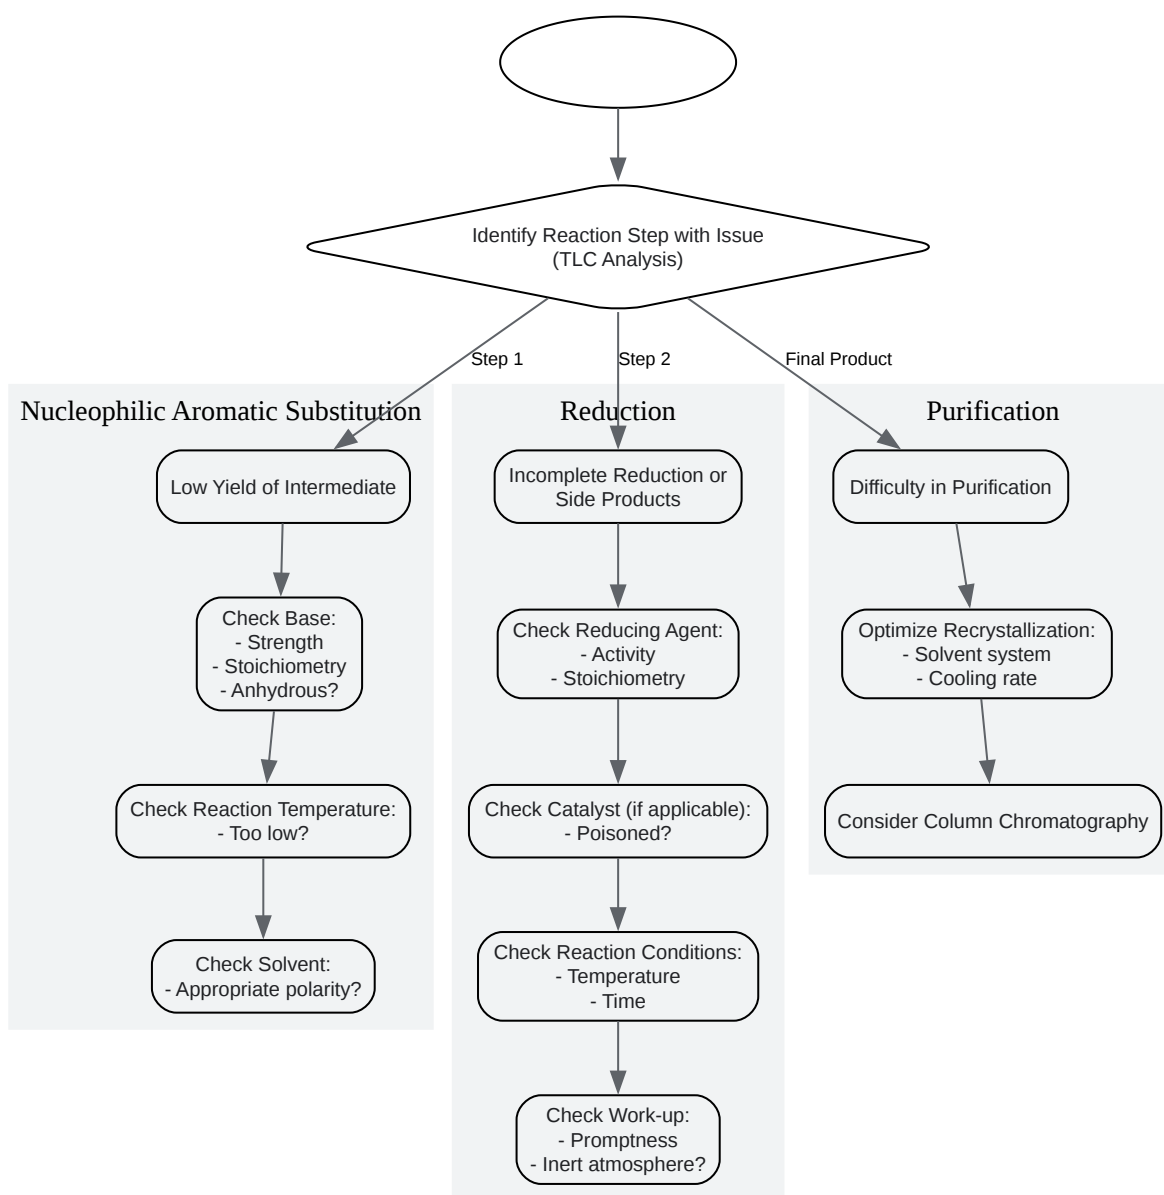 Identify Reaction Step with Issue
(TLC Analysis)
Step 1
Step 2
Final Product
Nucleophilic Aromatic Substitution
Low Yield of Intermediate
Check Base:
- Strength
- Stoichiometry
- Anhydrous?
Check Reaction Temperature:
- Too low?
Check Solvent:
- Appropriate polarity?
Reduction
Incomplete Reduction or
Side Products
Check Reducing Agent:
- Activity
- Stoichiometry
Check Catalyst (if applicable):
- Poisoned?
Check Reaction Conditions:
- Temperature
- Time
Check Work-up:
- Promptness
- Inert atmosphere?
Purification
Difficulty in Purification
Optimize Recrystallization:
- Solvent system
- Cooling rate
Consider Column Chromatography